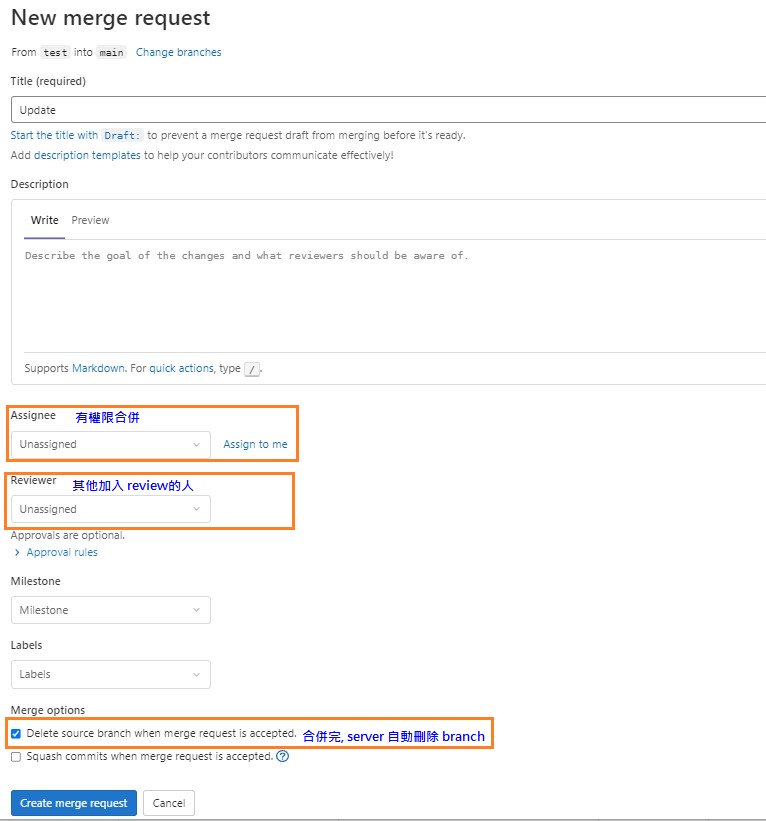 New merge request
From test into main Change branches
Title (required)
Update
Start the title with Draft: to prevent a merge request draft from merging before it's ready.
Add description templates to help your contributors communicate effectively!
Description
Write Preview
Describe the goal of the changes and what reviewers should be aware of.
Supports Markdown. For quick actions, type /.
Assignee 有權限合併
Unassigned Assign to me
Reviewer 其他加入 review的人
Unassigned
Approvals are optional.
Approval rules
Milestone
Milestone
Labels
Labels
Merge options
Delete source branch when merge request is accepted. 合併完, server 自動刪除 branch
Squash commits when merge request is accepted. ?
Create merge request Cancel